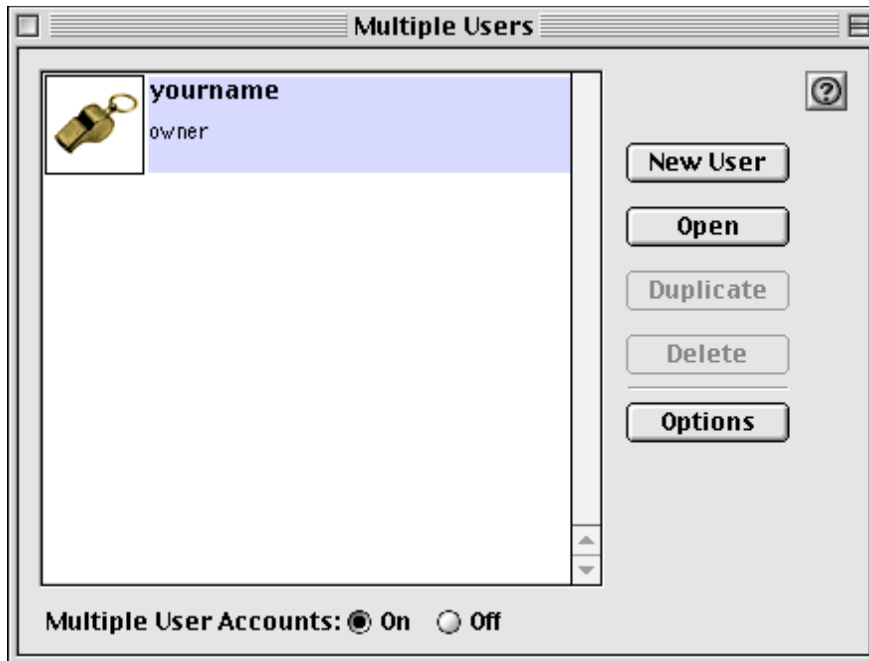 Multiple Users
yourname
owner
?
New User
Open
Duplicate
Delete
Options
Multiple User Accounts: On Off